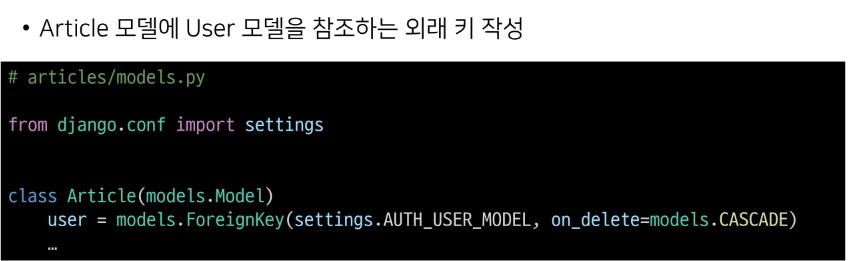 • Article 모델에 User 모델을 참조하는 외래 키 작성
# articles/models.py
from django.conf import settings
class Article(models.Model)
    user = models.ForeignKey(settings.AUTH_USER_MODEL, on_delete=models.CASCADE)
    …